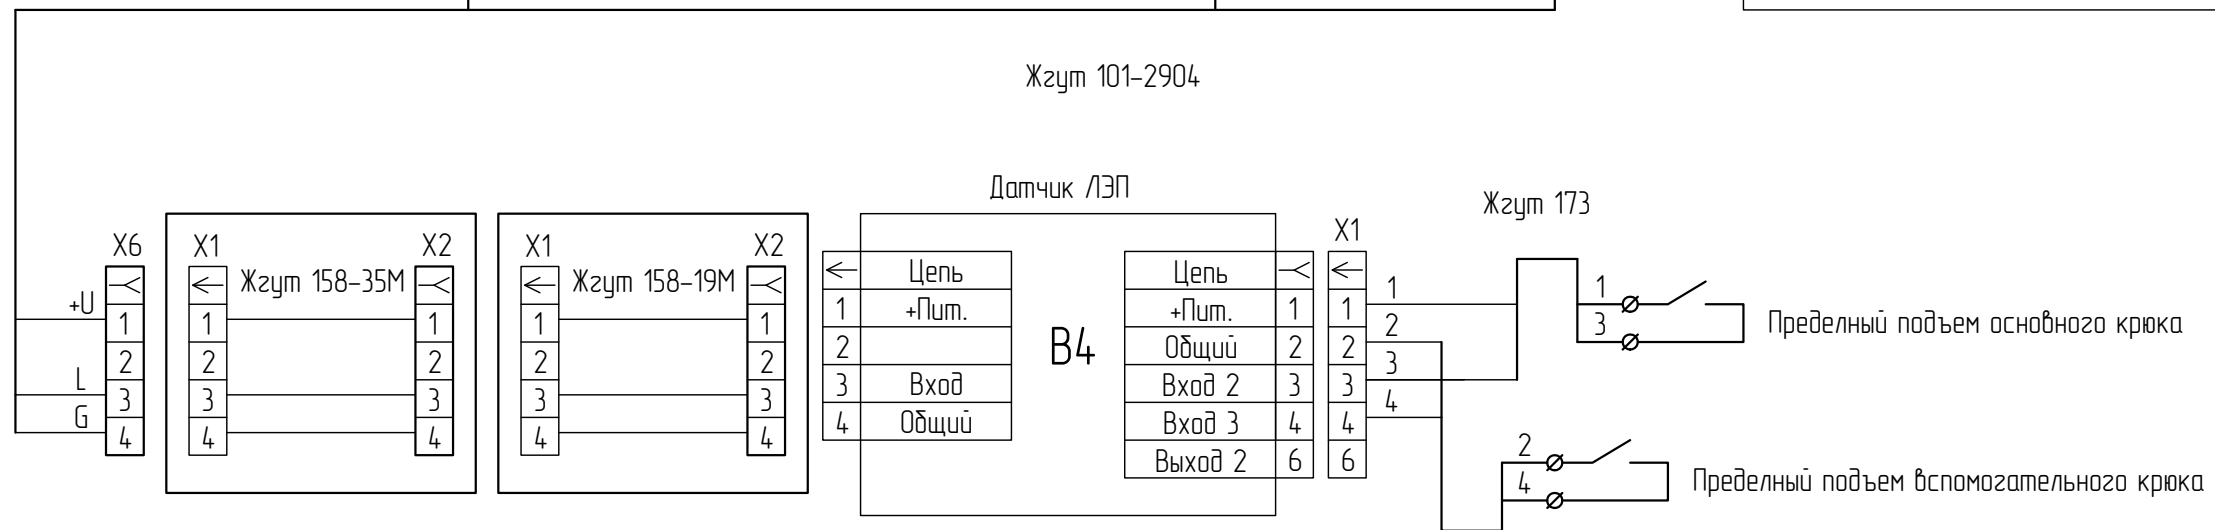 Жгут 101-2904
Датчик ЛЭП
Жгут 173
X6
X1
Жгут 158-35М
X2
X1
Жгут 158-19М
X2
X1
+U
L
G
1
2
3
4
1
2
3
4
1
2
3
4
1
2
3
4
1
2
3
4
Цепь
1 +Пит.
2
3 Вход
4 Общий
B4
Цепь
+Пит. 1
Общий 2
Вход 2 3
Вход 3 4
Выход 2 6
1
2
3
4
6
1
2
3
4
1
3
Пределный подъем основного крюка
2
4
Пределный подъем вспомогательного крюка